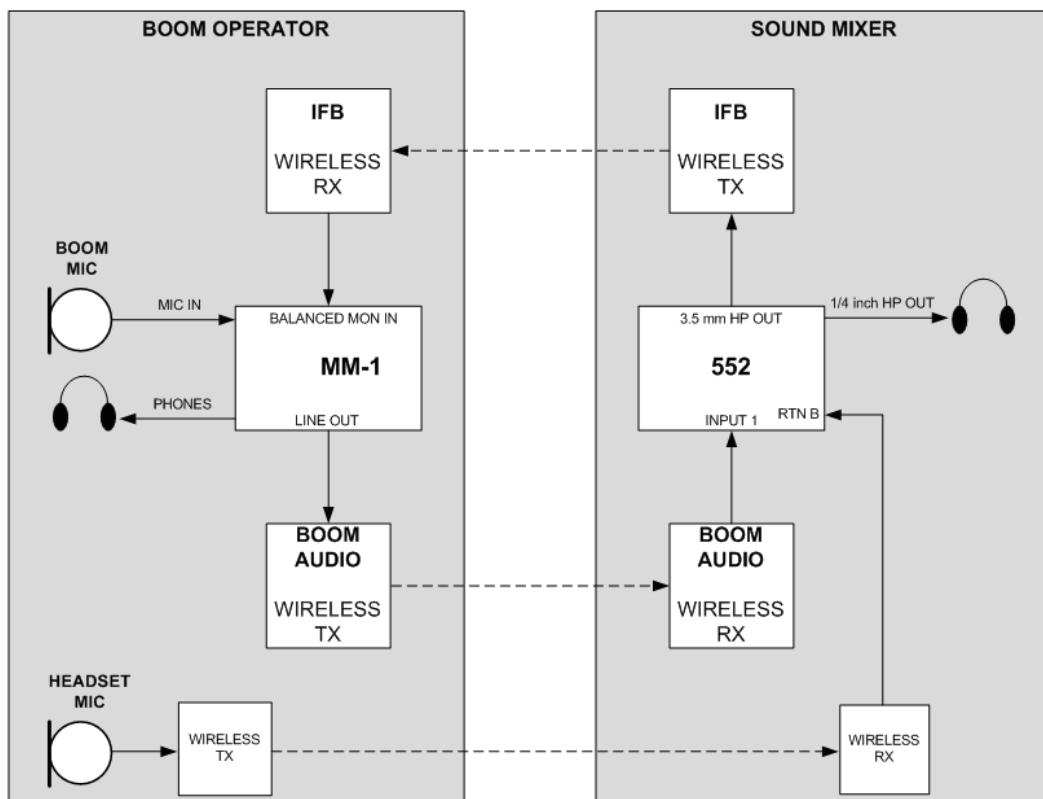 BOOM OPERATOR
IFB
WIRELESS
RX
BOOM
MIC
MIC IN
BALANCED MON IN
MM-1
PHONES
LINE OUT
BOOM
AUDIO
WIRELESS
TX
HEADSET
MIC
WIRELESS
TX
SOUND MIXER
IFB
WIRELESS
TX
1/4 inch HP OUT
3.5 mm HP OUT
552
RTN B
INPUT 1
BOOM
AUDIO
WIRELESS
RX
WIRELESS
RX